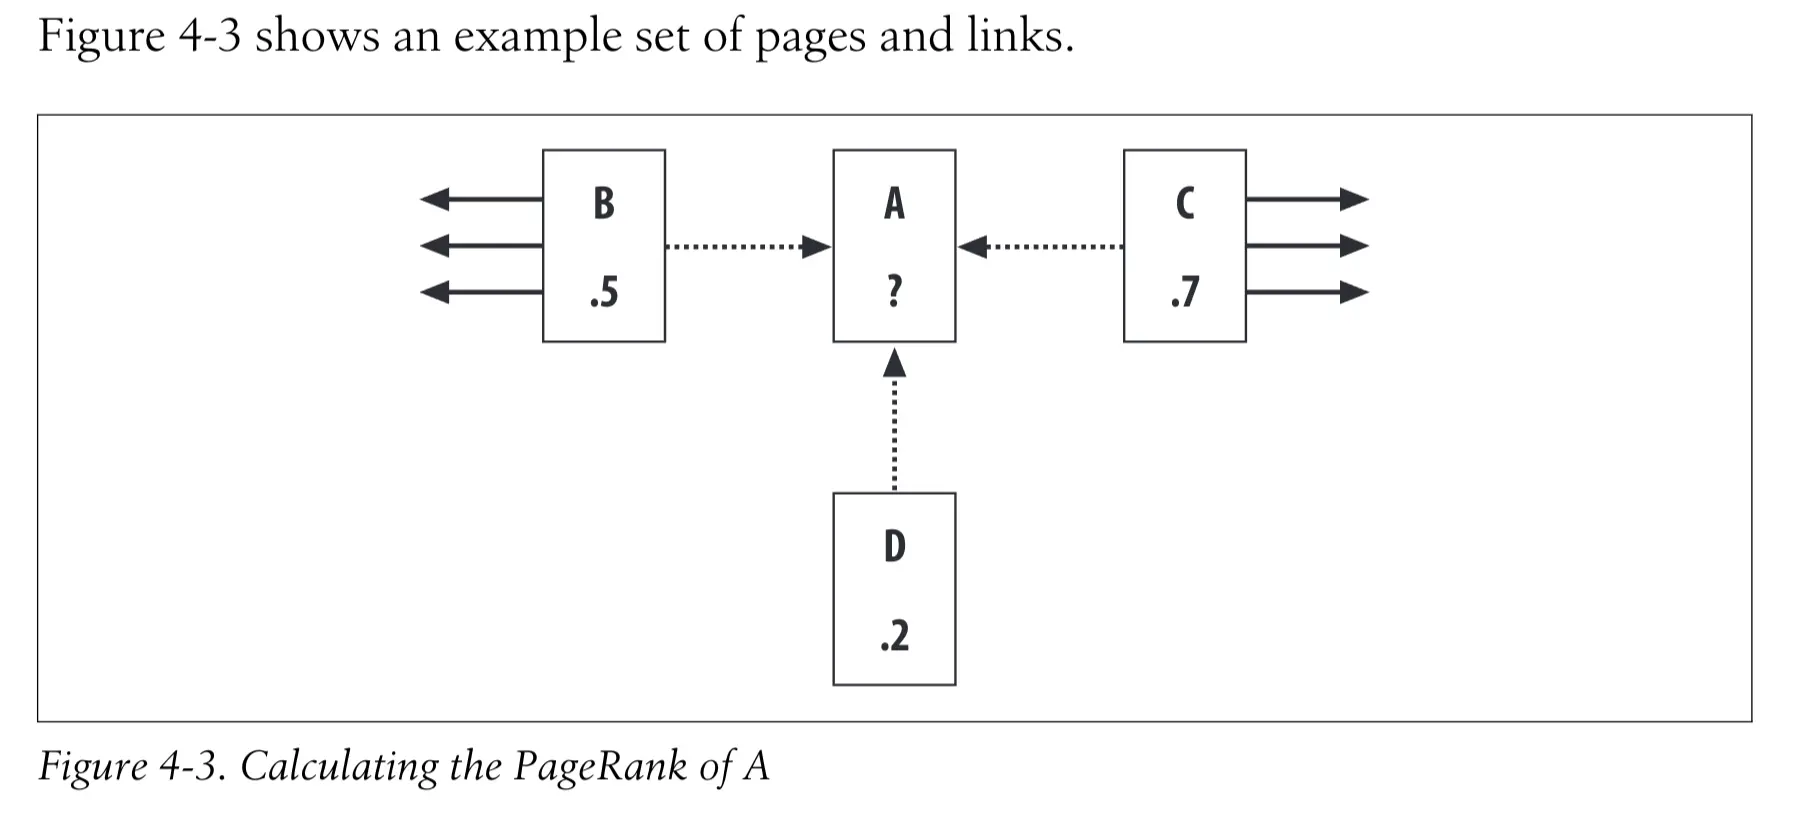 Figure 4-3 shows an example set of pages and links.
B A C
.5 ? .7
D
.2
Figure 4-3. Calculating the PageRank of A